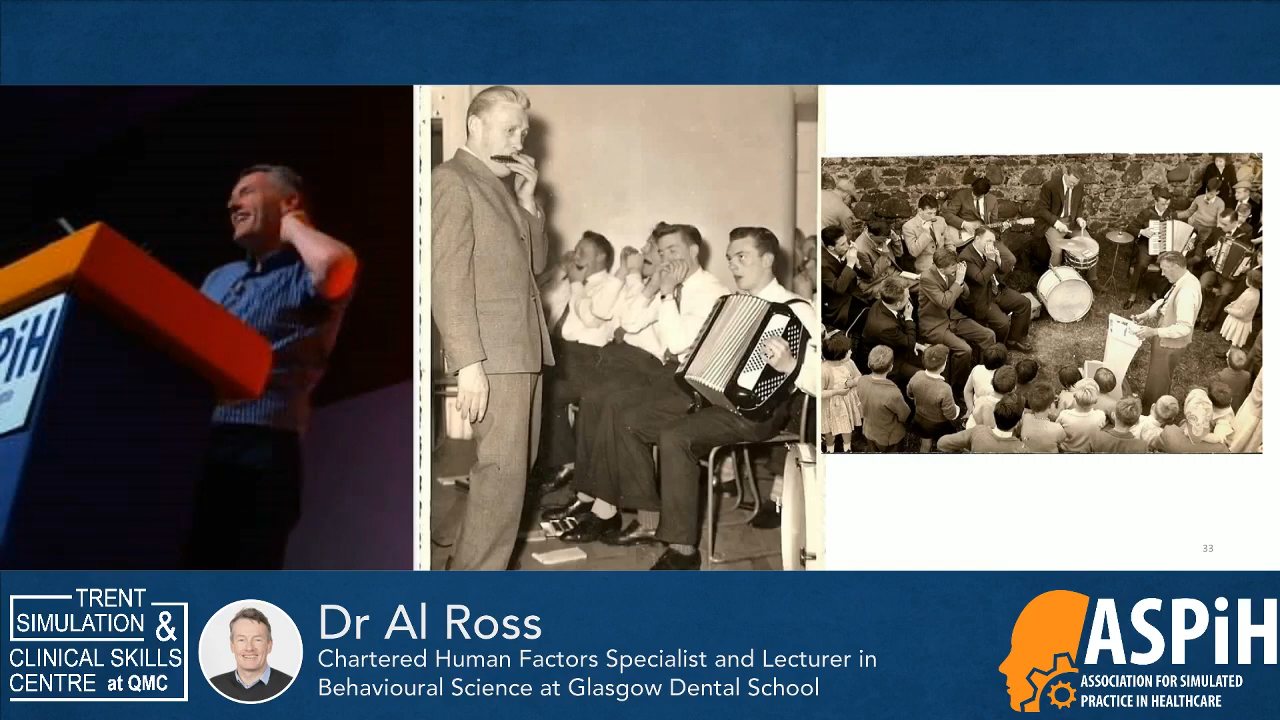 PiH
33
TRENT
SIMULATION &
CLINICAL SKILLS
CENTRE at QMC
Dr Al Ross
Chartered Human Factors Specialist and Lecturer in
Behavioural Science at Glasgow Dental School
ASPiH
ASSOCIATION FOR SIMULATED
PRACTICE IN HEALTHCARE